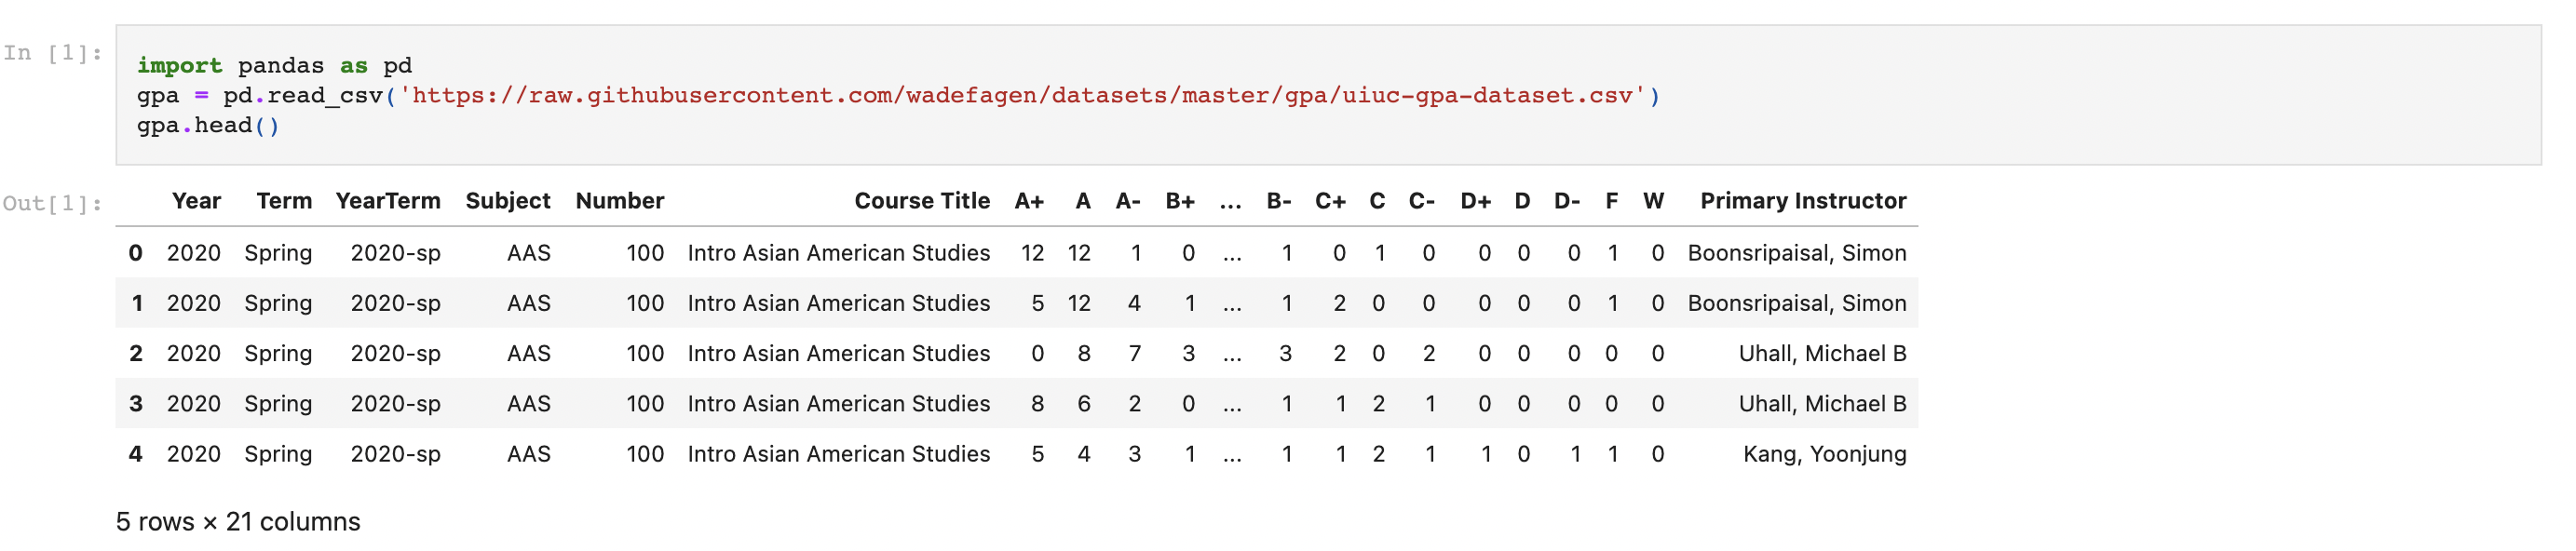 In [1]:
import pandas as pd
gpa = pd.read_csv('https://raw.githubusercontent.com/wadefagen/datasets/master/gpa/uiuc-gpa-dataset.csv')
gpa.head()
Out[1]:
Year Term YearTerm Subject Number Course Title A+ A A- B+ ... B- C+ C C- D+ D D- F W Primary Instructor
0 2020 Spring 2020-sp AAS 100 Intro Asian American Studies 12 12 1 0 ... 1 0 1 0 0 0 0 1 0 Boonsripaisal, Simon
1 2020 Spring 2020-sp AAS 100 Intro Asian American Studies 5 12 4 1 ... 1 2 0 0 0 0 0 1 0 Boonsripaisal, Simon
2 2020 Spring 2020-sp AAS 100 Intro Asian American Studies 0 8 7 3 ... 3 2 0 2 0 0 0 0 0 Uhall, Michael B
3 2020 Spring 2020-sp AAS 100 Intro Asian American Studies 8 6 2 0 ... 1 1 2 1 0 0 0 0 0 Uhall, Michael B
4 2020 Spring 2020-sp AAS 100 Intro Asian American Studies 5 4 3 1 ... 1 1 2 1 1 0 1 1 0 Kang, Yoonjung
5 rows × 21 columns